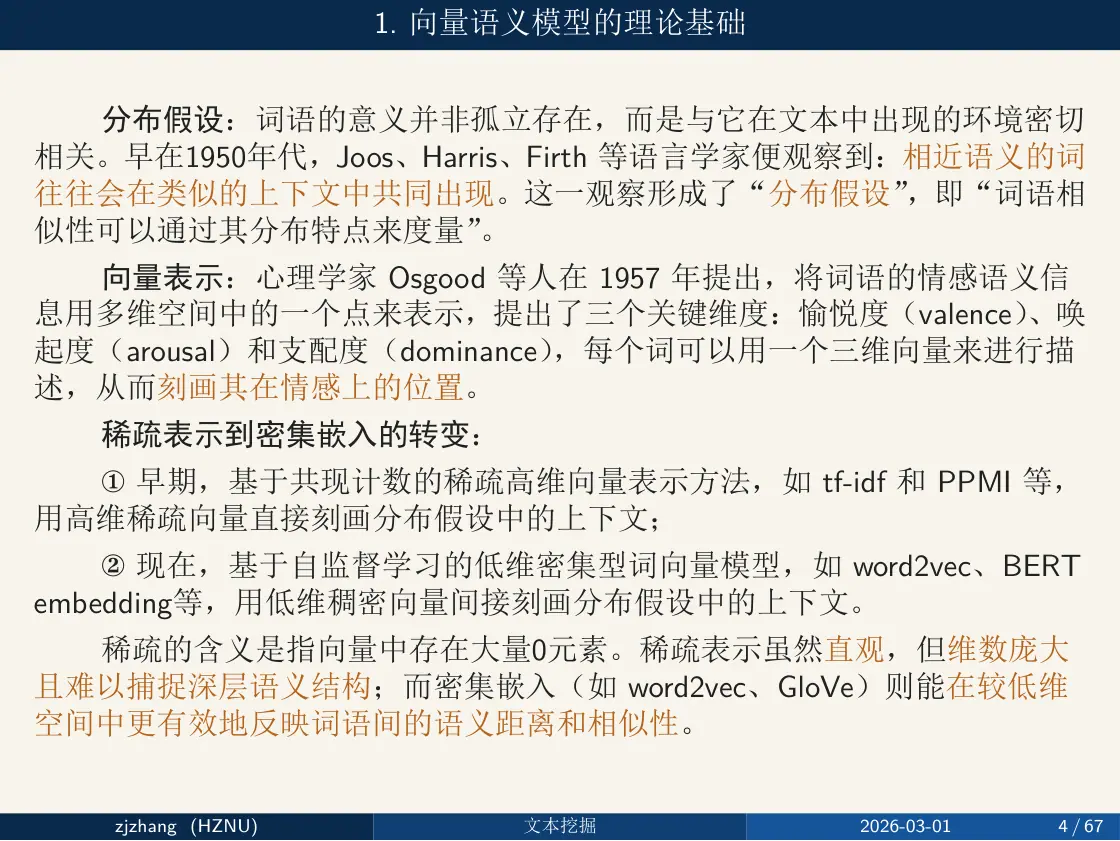 1. 向量语义模型的理论基础
分布假设：词语的意义并非孤立存在，而是与它在文本中出现的环境密切
相关。早在1950年代，Joos、Harris、Firth 等语言学家便观察到：相近语义的词
往往会在类似的上下文中共同出现。这一观察形成了“分布假设”，即“词语相
似性可以通过其分布特点来度量”。
向量表示：心理学家 Osgood 等人在 1957 年提出，将词语的情感语义信
息用多维空间中的一个点来表示，提出了三个关键维度：愉悦度（valence）、唤
起度（arousal）和支配度（dominance），每个词可以用一个三维向量来进行描
述，从而刻画其在情感上的位置。
稀疏表示到密集嵌入的转变：
① 早期，基于共现计数的稀疏高维向量表示方法，如 tf-idf 和 PPMI 等，
用高维稀疏向量直接刻画分布假设中的上下文；
② 现在，基于自监督学习的低维密集型词向量模型，如 word2vec、BERT
embedding等，用低维稠密向量间接刻画分布假设中的上下文。
稀疏的含义是指向量中存在大量0元素。稀疏表示虽然直观，但维数庞大
且难以捕捉深层语义结构；而密集嵌入（如 word2vec、GloVe）则能在较低维
空间中更有效地反映词语间的语义距离和相似性。
zjzhang (HZNU) 文本挖掘 2026-03-01 4 / 67